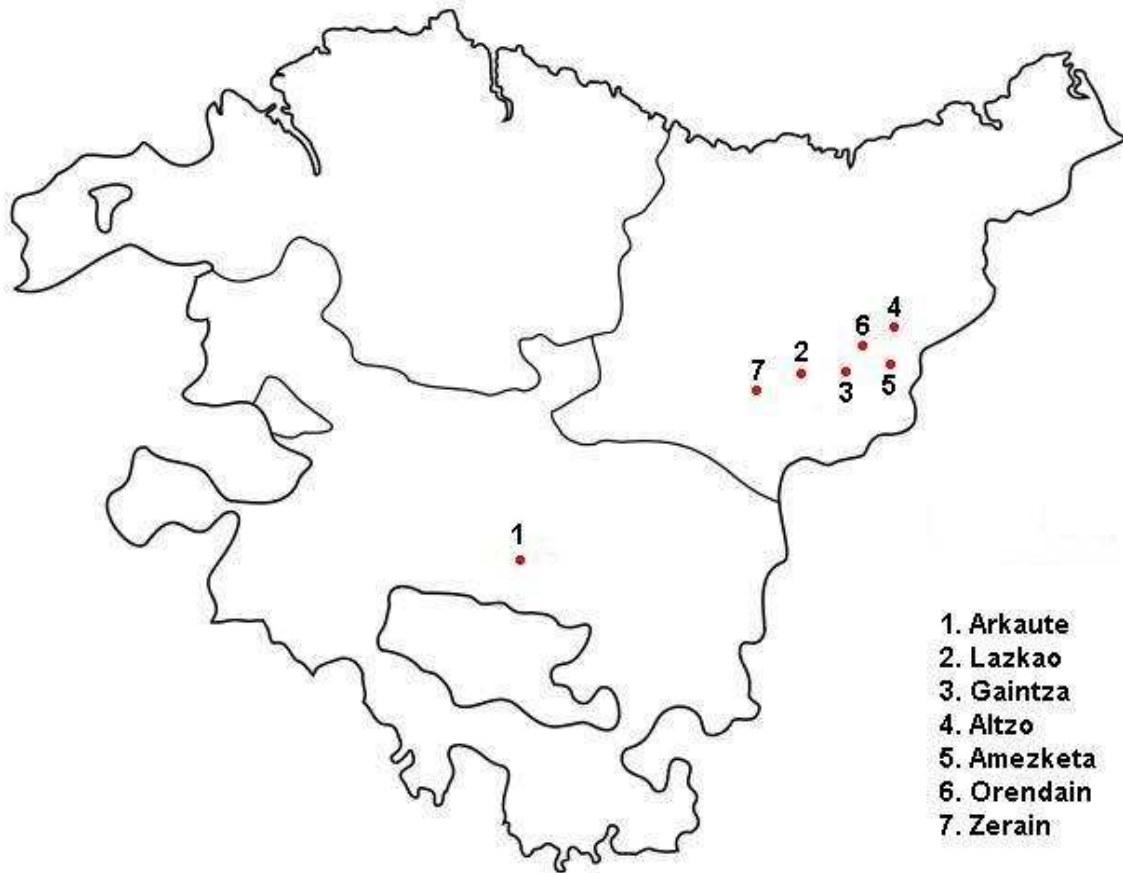 4
6
2
7
3
5
1
1. Arkaute
2. Lazkao
3. Gaintza
4. Altzo
5. Amezketa
6. Orendain
7. Zerain